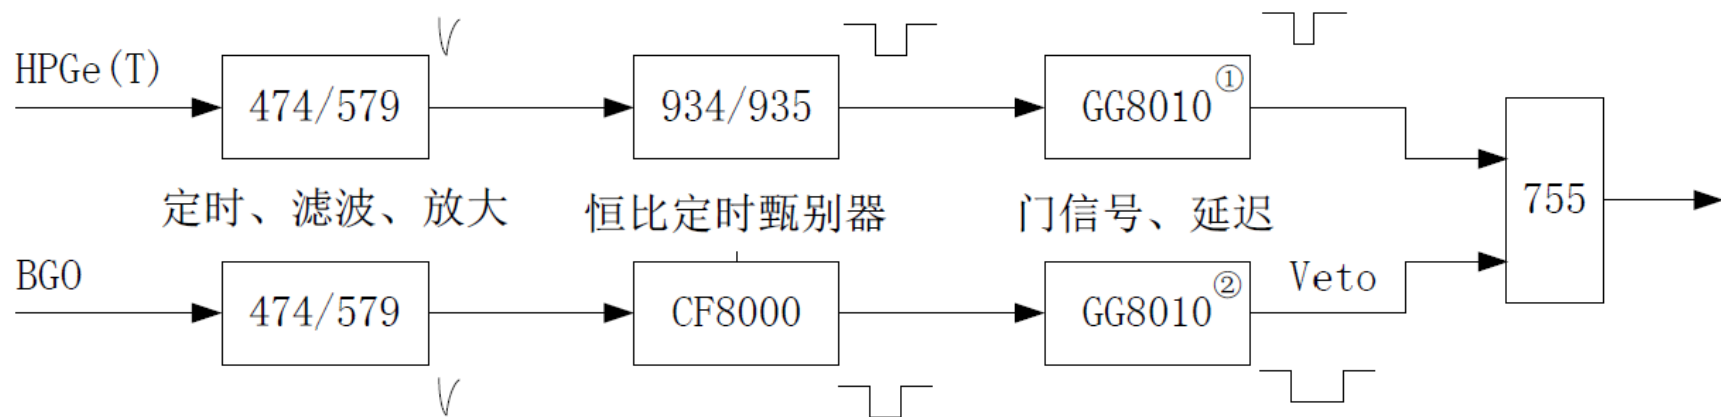 HPGe(T)
474/579
934/935
GG8010①
定时、滤波、放大
恒比定时甄别器
门信号、延迟
755
BGO
474/579
CF8000
GG8010②
Veto